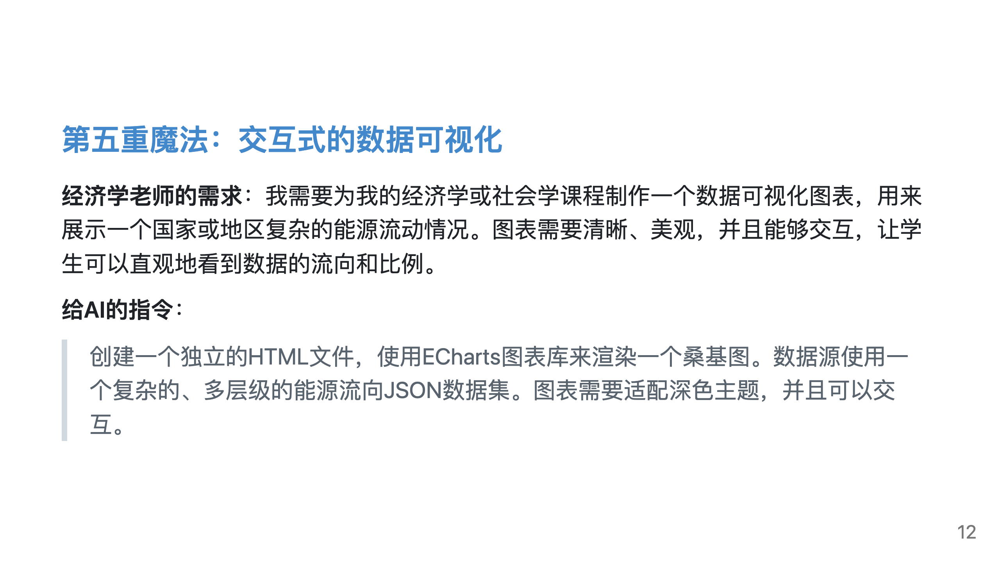 第五重魔法：交互式的数据可视化
经济学老师的需求：我需要为我的经济学或社会学课程制作一个数据可视化图表，用来
展示一个国家或地区复杂的能源流动情况。图表需要清晰、美观，并且能够交互，让学
生可以直观地看到数据的流向和比例。
给AI的指令：
创建一个独立的HTML文件，使用ECharts图表库来渲染一个桑基图。数据源使用一
个复杂的、多层级的能源流向JSON数据集。图表需要适配深色主题，并且可以交
互。
12